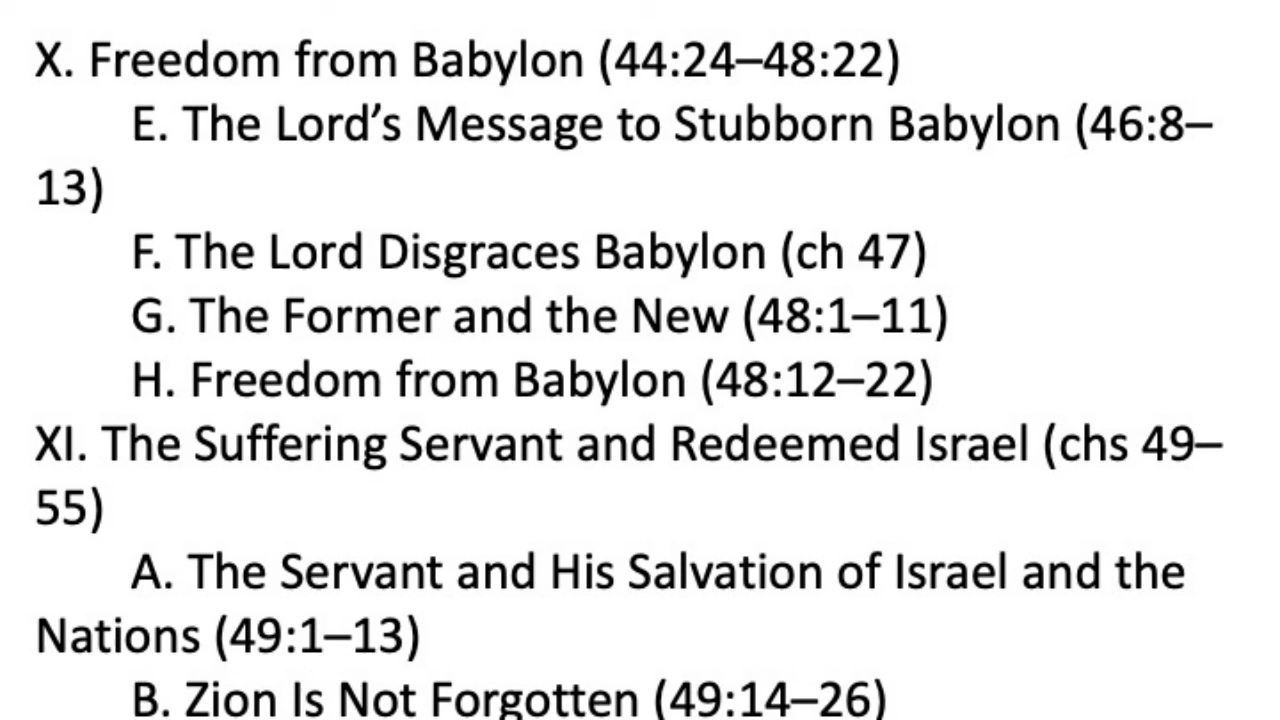 X. Freedom from Babylon (44:24–48:22)
E. The Lord’s Message to Stubborn Babylon (46:8–
13)
F. The Lord Disgraces Babylon (ch 47)
G. The Former and the New (48:1–11)
H. Freedom from Babylon (48:12–22)
XI. The Suffering Servant and Redeemed Israel (chs 49–
55)
A. The Servant and His Salvation of Israel and the
Nations (49:1–13)
B. Zion Is Not Forgotten (49:14–26)